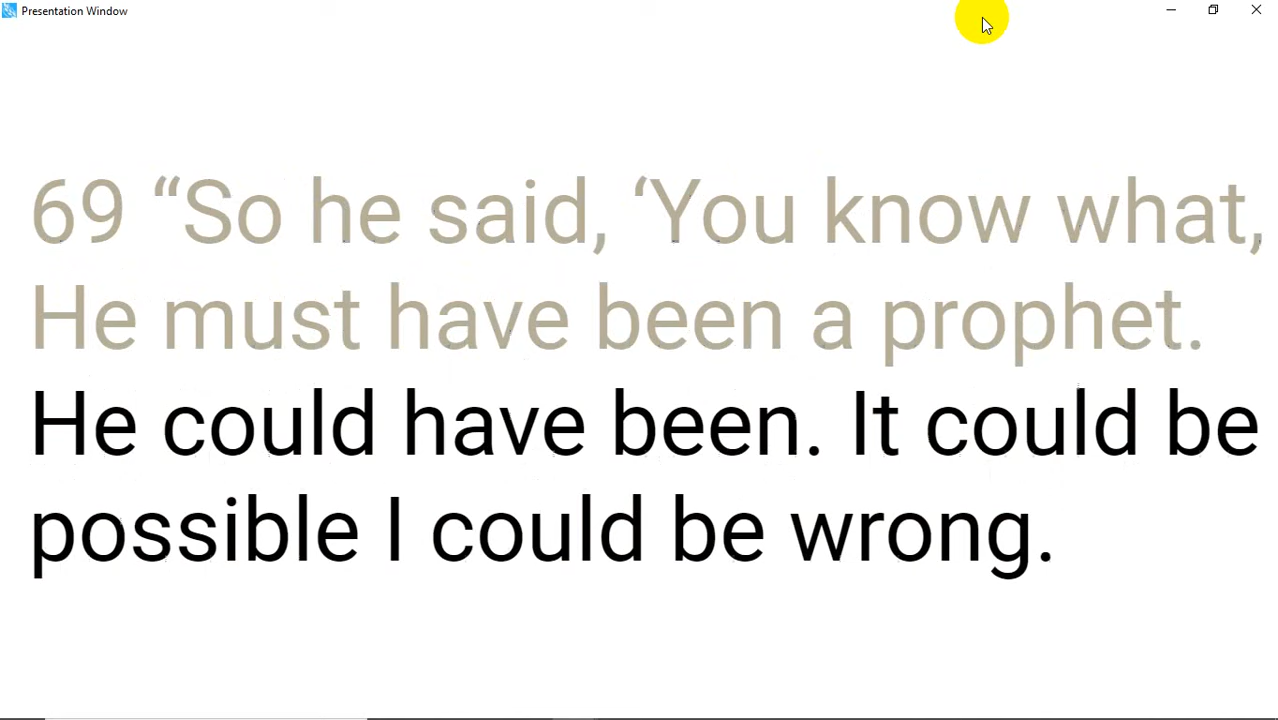 Presentation Window
69 “So he said, ‘You know what,
He must have been a prophet.
He could have been. It could be
possible I could be wrong.